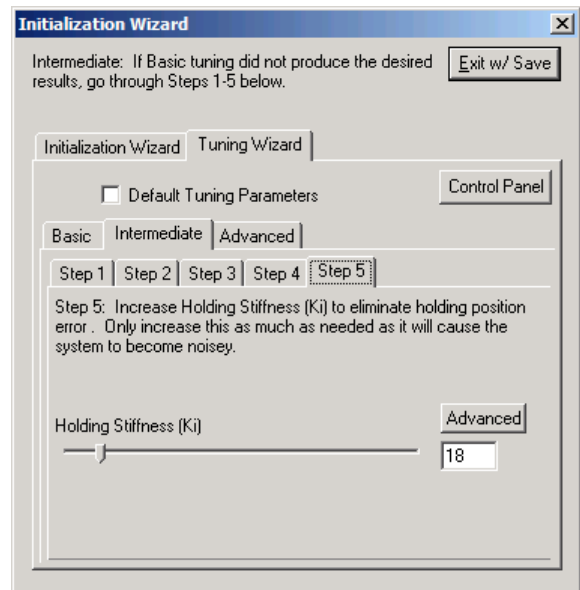 Initialization Wizard
Intermediate: If Basic tuning did not produce the desired
results, go through Steps 1-5 below.
Exit w/ Save
Initialization Wizard
Tuning Wizard
Default Tuning Parameters
Control Panel
Basic
Intermediate
Advanced
Step 1
Step 2
Step 3
Step 4
Step 5
Step 5: Increase Holding Stiffness (Ki) to eliminate holding position
error . Only increase this as much as needed as it will cause the
system to become noisey.
Holding Stiffness (Ki)
Advanced
18